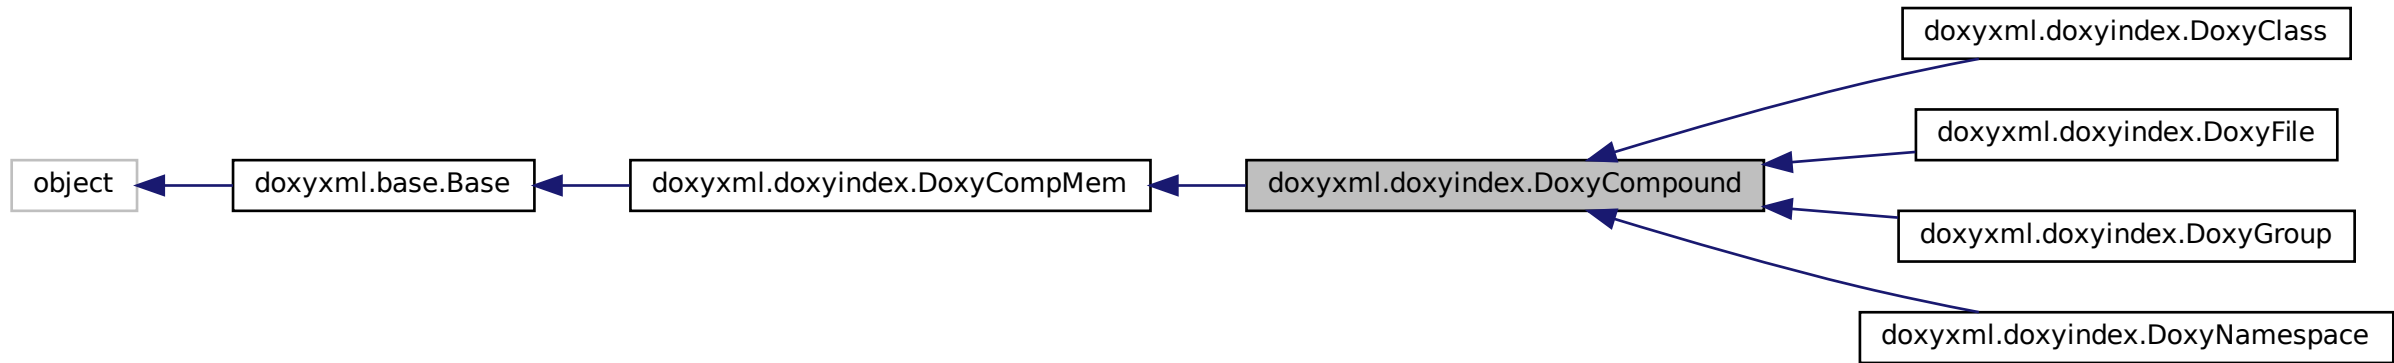 doxyxml.doxyindex.DoxyClass
doxyxml.doxyindex.DoxyFile
object
doxyxml.base.Base
doxyxml.doxyindex.DoxyCompMem
doxyxml.doxyindex.DoxyCompound
doxyxml.doxyindex.DoxyGroup
doxyxml.doxyindex.DoxyNamespace